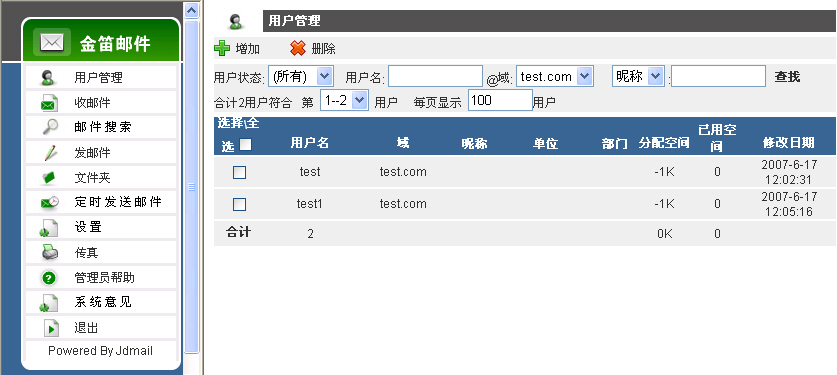 金笛邮件
用户管理
收邮件
邮件搜索
发邮件
文件夹
定时发送邮件
设置
传真
管理员帮助
系统意见
退出
Powered By Jdmail
用户管理
增加 删除
用户状态: (所有) 用户名: @域: test.com 昵称 : 查找
合计2用户符合 第 1--2 用户 每页显示 100 用户
选择\全选 用户名 域 昵称 单位 部门 分配空间 已用空间 修改日期
test test.com -1K 0 2007-6-17 12:02:31
test1 test.com -1K 0 2007-6-17 12:05:16
合计 2 0K 0